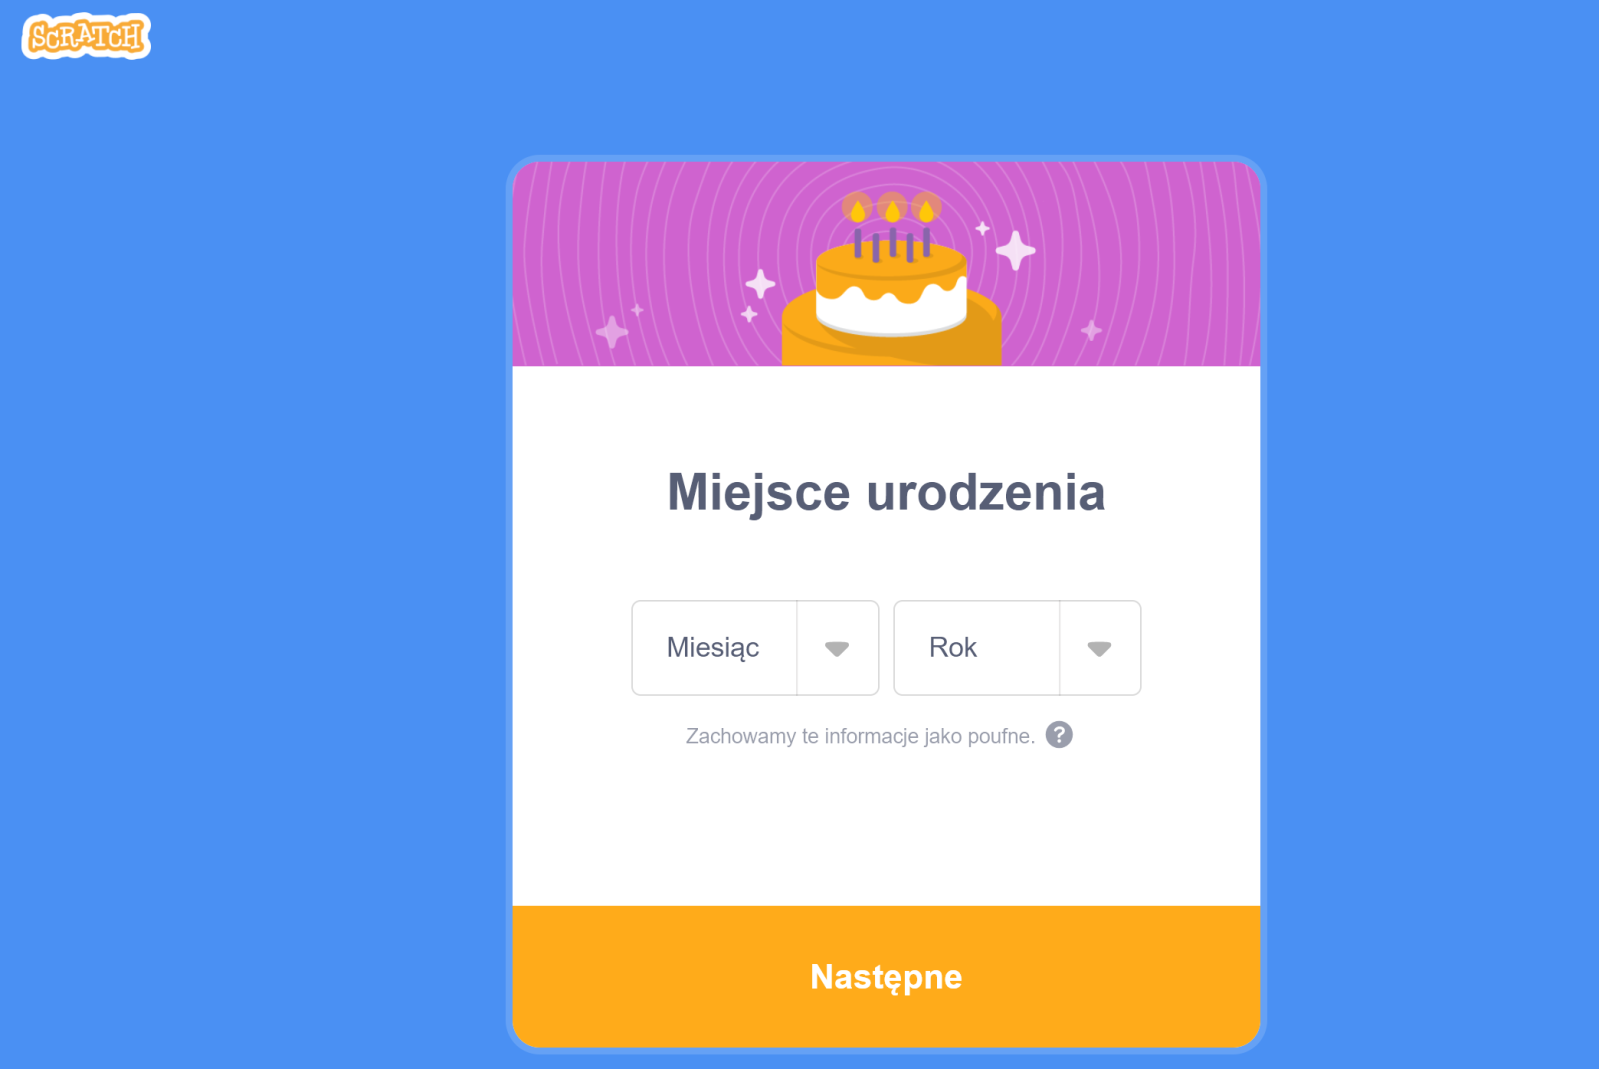 SCRATCH
Miejsce urodzenia
Miesiąc
Rok
Zachowamy te informacje jako poufne. ?
Następne